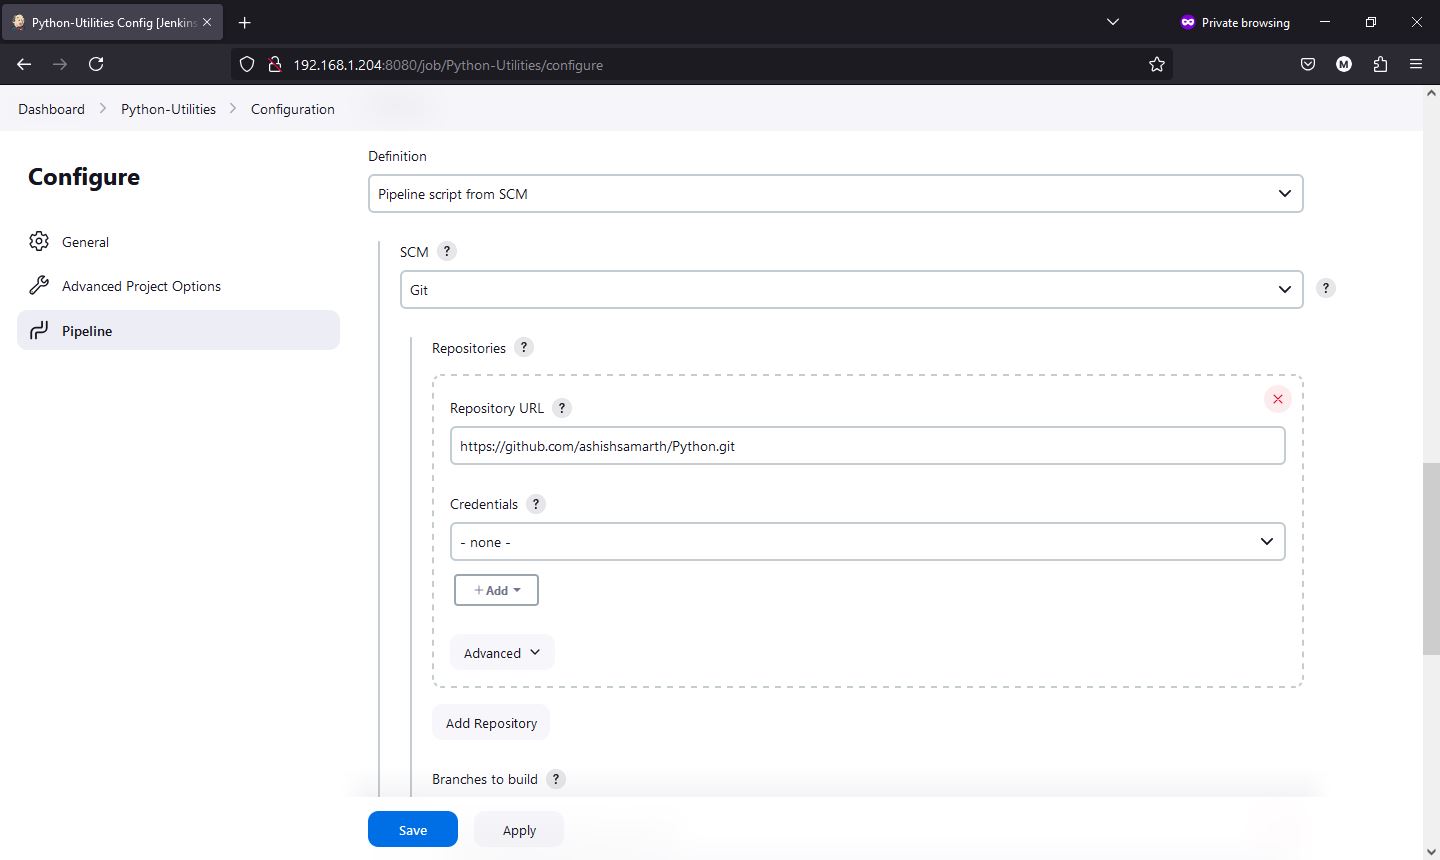 Python-Utilities Config [Jenkins
Private browsing
192.168.1.204:8080/job/Python-Utilities/configure
M
Dashboard > Python-Utilities > Configuration
Configure
General
Advanced Project Options
Pipeline
Definition
Pipeline script from SCM
SCM ?
Git
?
Repositories ?
Repository URL ?
https://github.com/ashishsamarth/Python.git
Credentials ?
- none -
+ Add
Advanced
Add Repository
Branches to build ?
Save
Apply